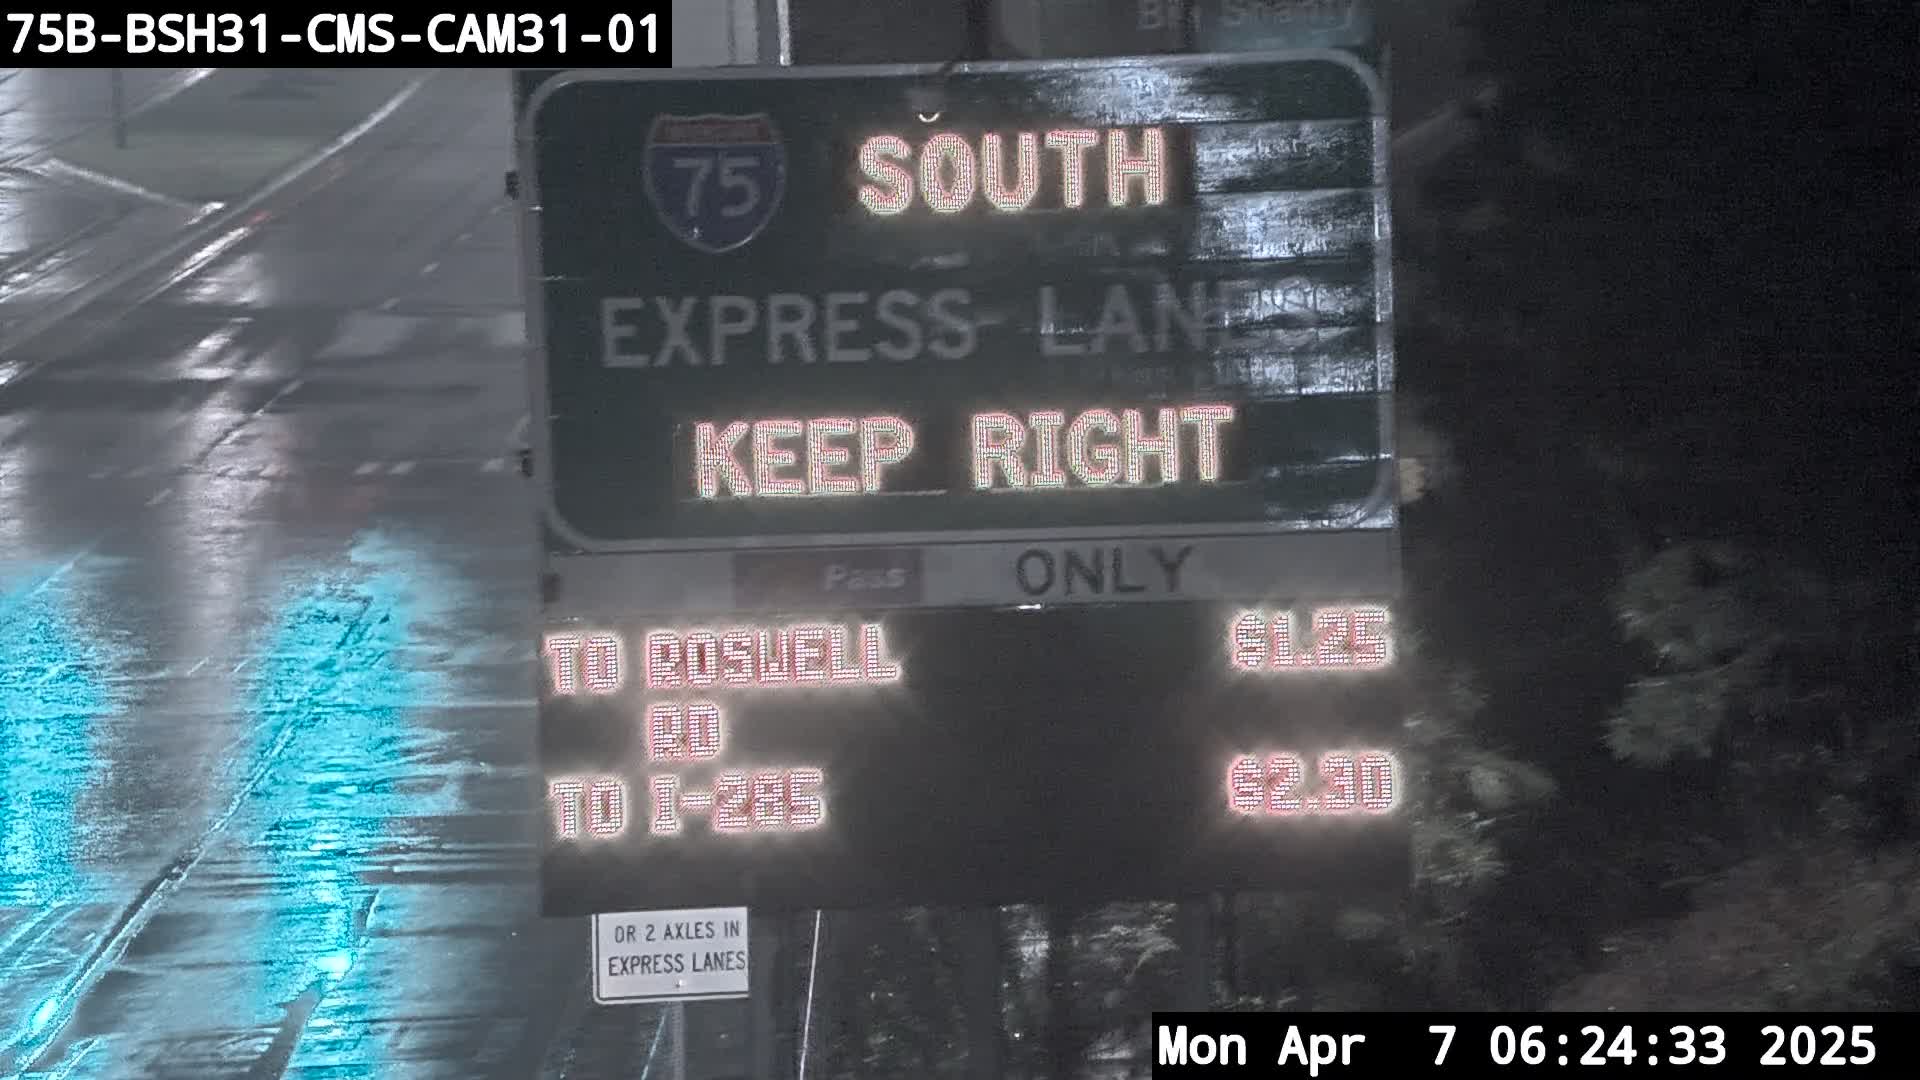 75B-BSH31-CMS-CAM31-01
75 SOUTH
EXPRESS LANES
KEEP RIGHT
Pass ONLY
TO ROSWELL $1.25
RD
TO I-285 $2.30
OR 2 AXLES IN
EXPRESS LANES
Mon Apr 7 06:24:33 2025